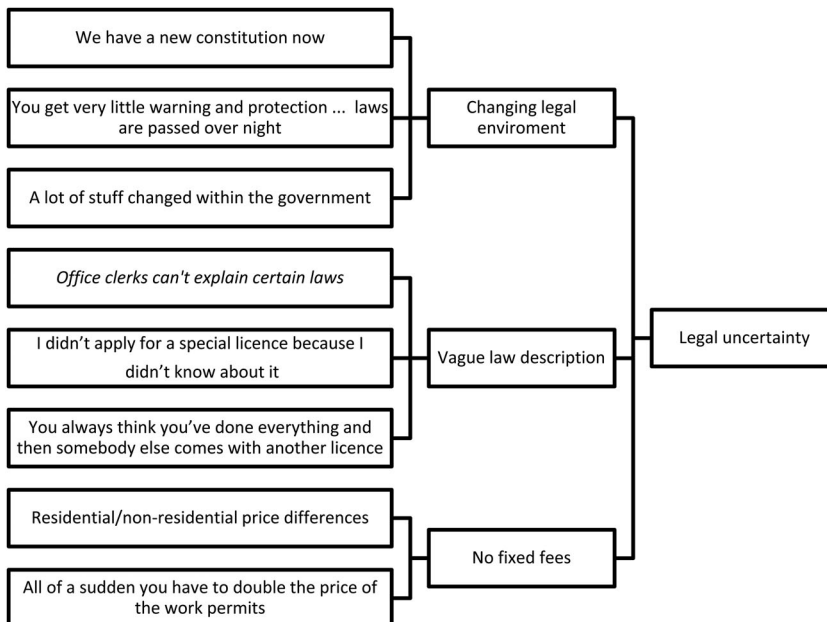 We have a new constitution now
You get very little warning and protection ... laws
are passed over night
Changing legal
enviroment
A lot of stuff changed within the government
Office clerks can't explain certain laws
I didn’t apply for a special licence because I
didn’t know about it
Vague law description
Legal uncertainty
You always think you’ve done everything and
then somebody else comes with another licence
Residential/non-residential price differences
No fixed fees
All of a sudden you have to double the price of
the work permits